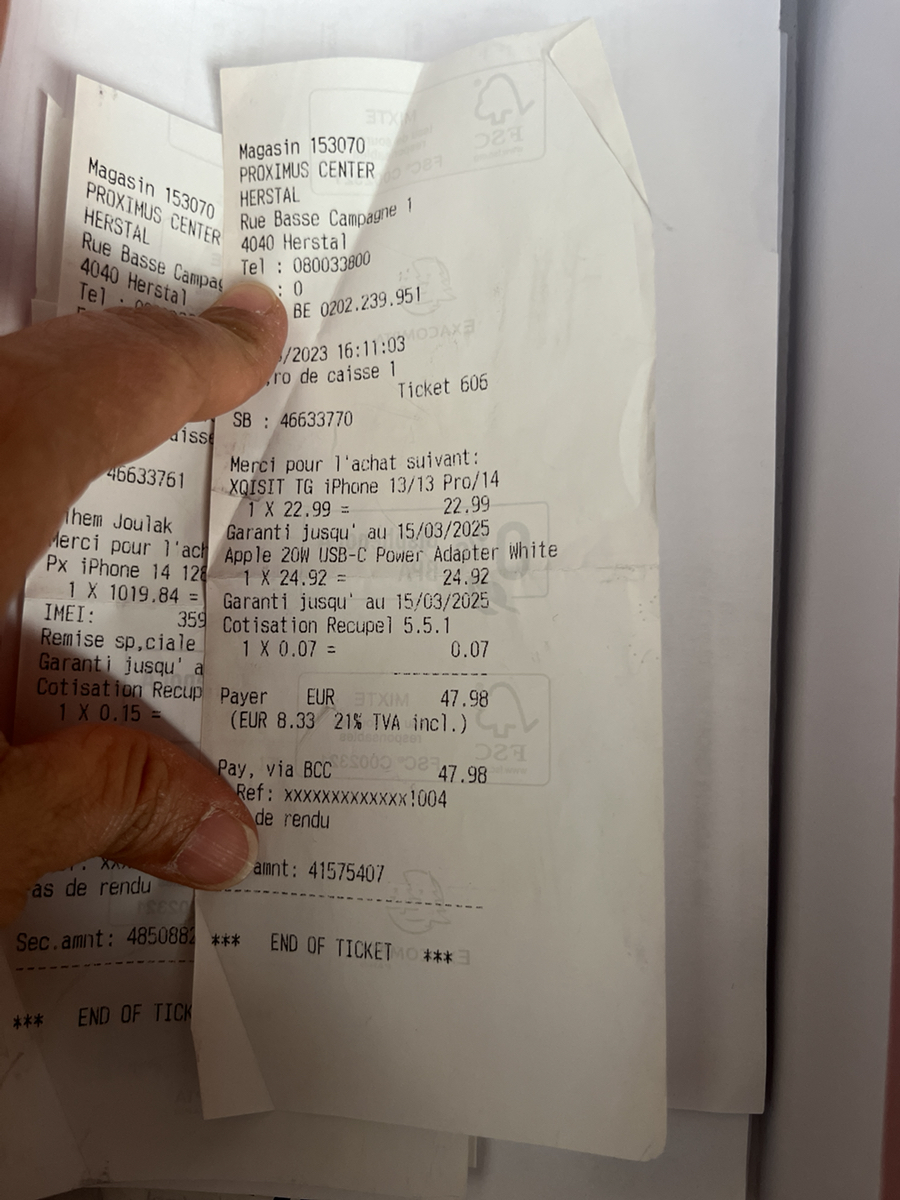 Magasin 153070
PROXIMUS CENTER
HERSTAL
Rue Basse Campagne 1
4040 Herstal
Tel : 080033800
: 0
BE 0202.239.951
/2023 16:11:03
ro de caisse 1
Ticket 606
SB : 46633770
Merci pour l'achat suivant:
XQISIT TG iPhone 13/13 Pro/14
1 X 22.99 = 22.99
Garanti jusqu' au 15/03/2025
Apple 20W USB-C Power Adapter White
1 X 24.92 = 24.92
Garanti jusqu' au 15/03/2025
Cotisation Recupel 5.5.1
1 X 0.07 = 0.07
Payer EUR 47.98
(EUR 8.33 21% TVA incl.)
Pay, via BCC 47.98
Ref: xxxxxxxxxxxxx1004
de rendu
amnt: 41575407
*** END OF TICKET ***
Magasin 153070
PROXIMUS CENTER
HERSTAL
Rue Basse Campag
4040 Herstal
Tel :
aisse
46633761
lhem Joulak
Merci pour l'ach
Px iPhone 14 128
1 X 1019.84 =
IMEI: 359
Remise sp,ciale
Garanti jusqu' a
Cotisation Recup
1 X 0.15 =
as de rendu
Sec.amnt: 4850882
*** END OF TICK